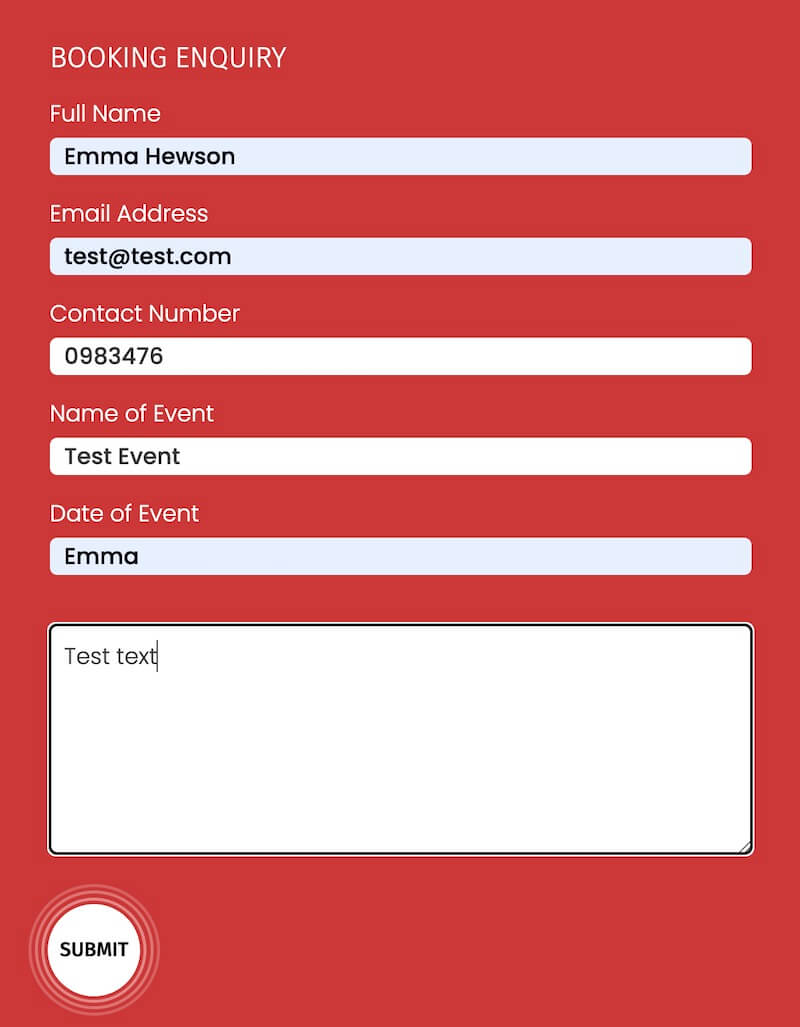 BOOKING ENQUIRY
Full Name
Emma Hewson
Email Address
test@test.com
Contact Number
0983476
Name of Event
Test Event
Date of Event
Emma
Test text
SUBMIT